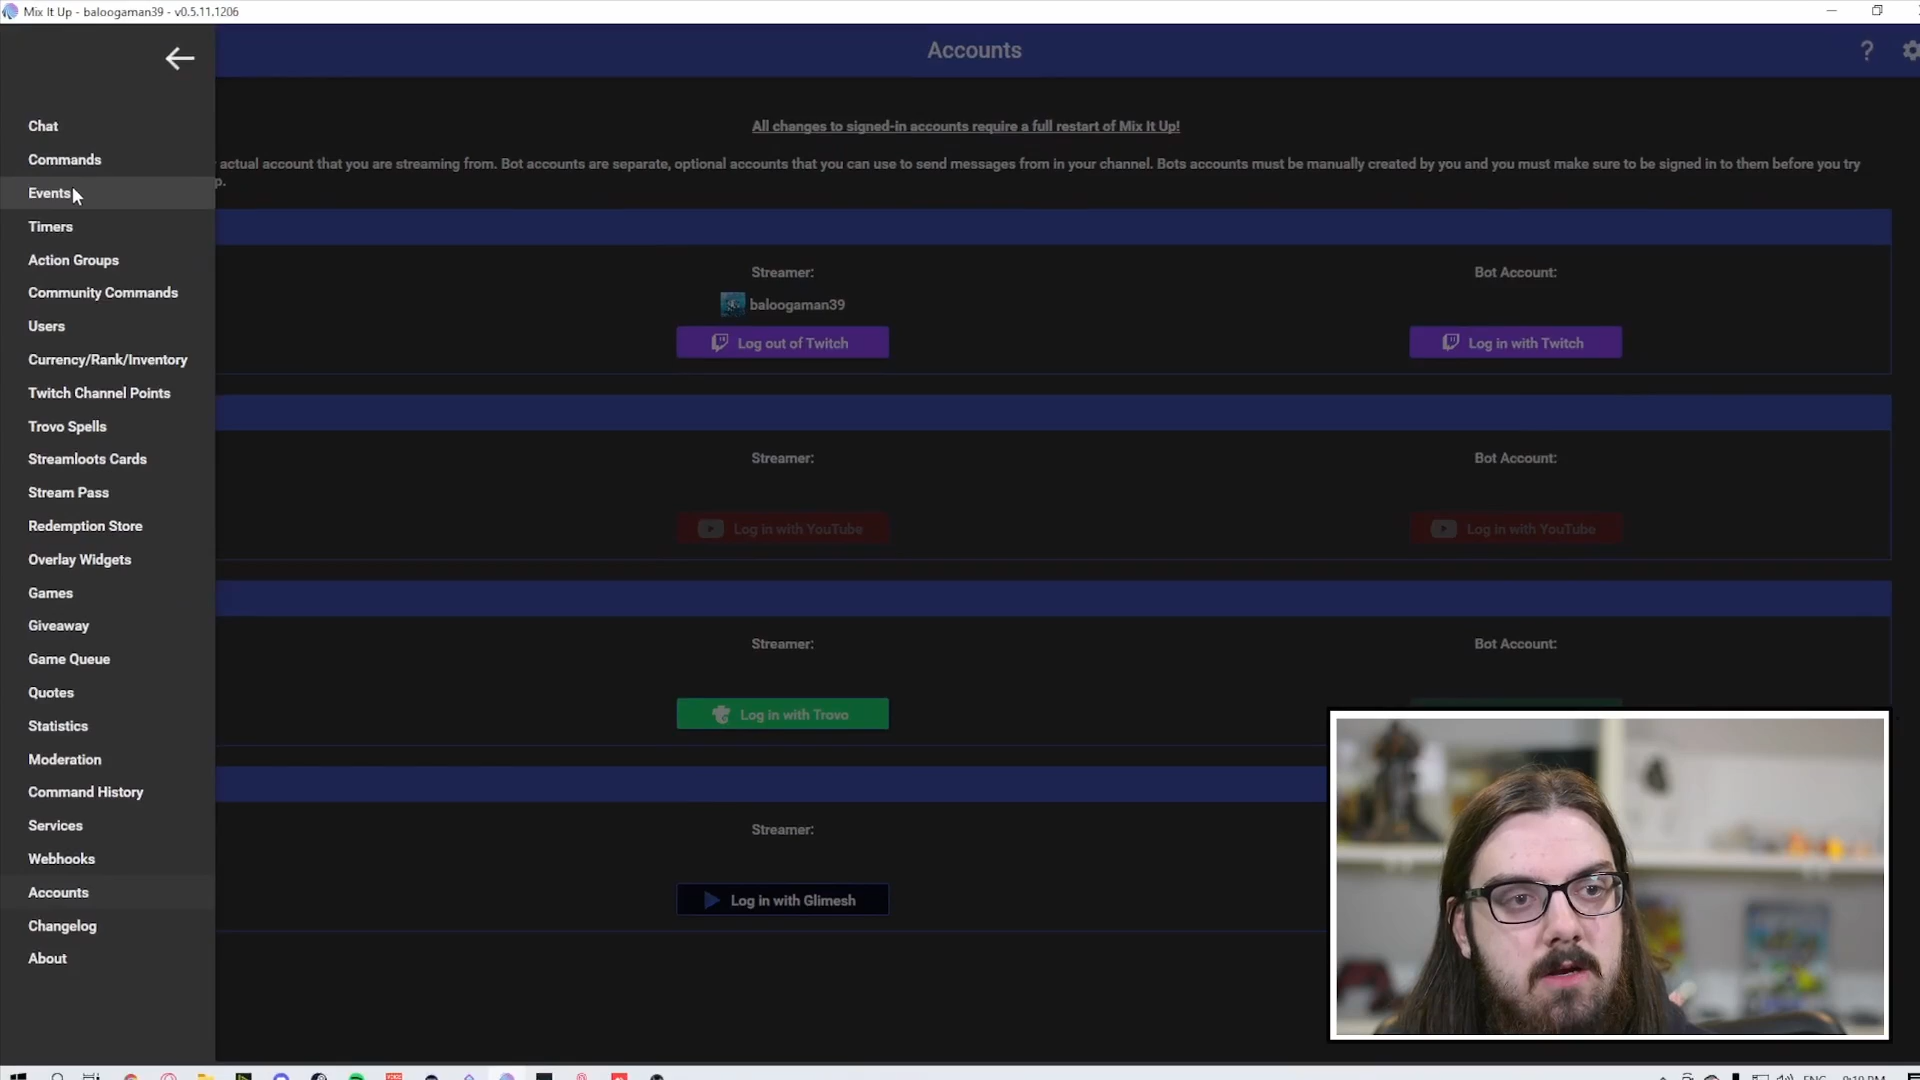 Mix It Up - baloogaman39 - v0.5.11.1206
Accounts
?
Chat
Commands
Events
Timers
Action Groups
Community Commands
Users
Currency/Rank/Inventory
Twitch Channel Points
Trovo Spells
Streamloots Cards
Stream Pass
Redemption Store
Overlay Widgets
Games
Giveaway
Game Queue
Quotes
Statistics
Moderation
Command History
Services
Webhooks
Accounts
Changelog
About
All changes to signed-in accounts require a full restart of Mix It Up!
actual account that you are streaming from. Bot accounts are separate, optional accounts that you can use to send messages from in your channel. Bots accounts must be manually created by you and you must make sure to be signed in to them before you try
p.
Streamer:
Bot Account:
baloogaman39
Log out of Twitch
Log in with Twitch
Streamer:
Bot Account:
Log in with YouTube
Log in with YouTube
Streamer:
Bot Account:
Log in with Trovo
Streamer:
Log in with Glimesh